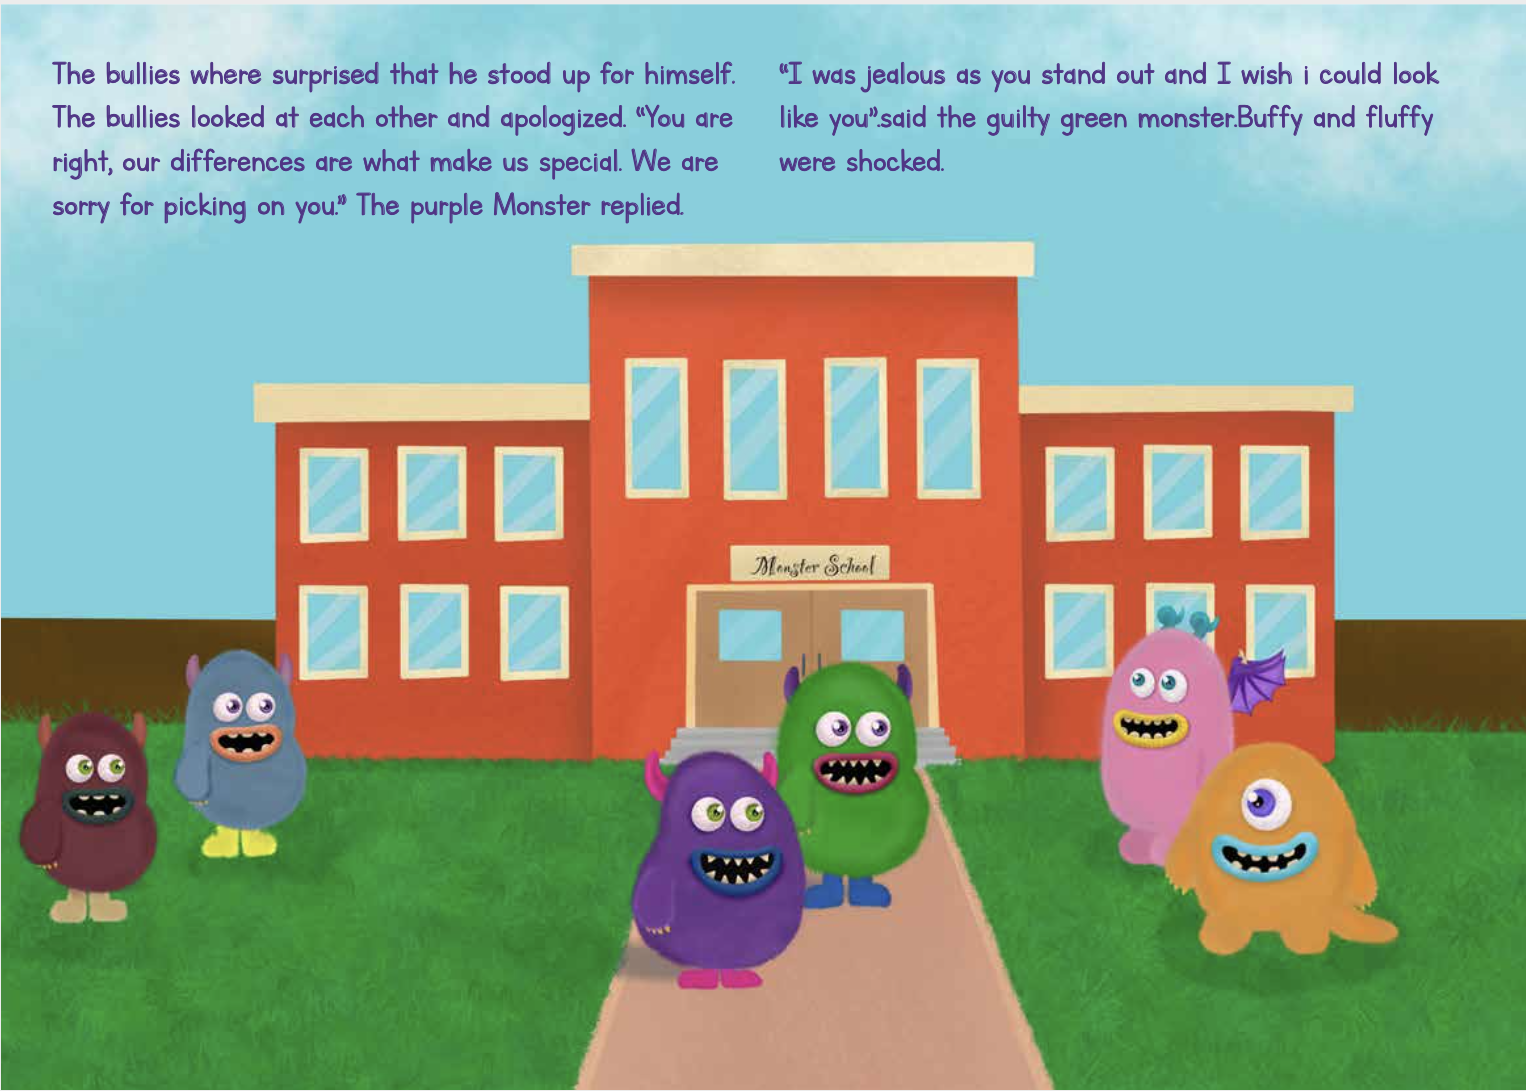 The bullies where surprised that he stood up for himself.
The bullies looked at each other and apologized. “You are
right, our differences are what make us special. We are
sorry for picking on you.” The purple Monster replied.
“I was jealous as you stand out and I wish i could look
like you”.said the guilty green monster.Buffy and fluffy
were shocked.
Monster School